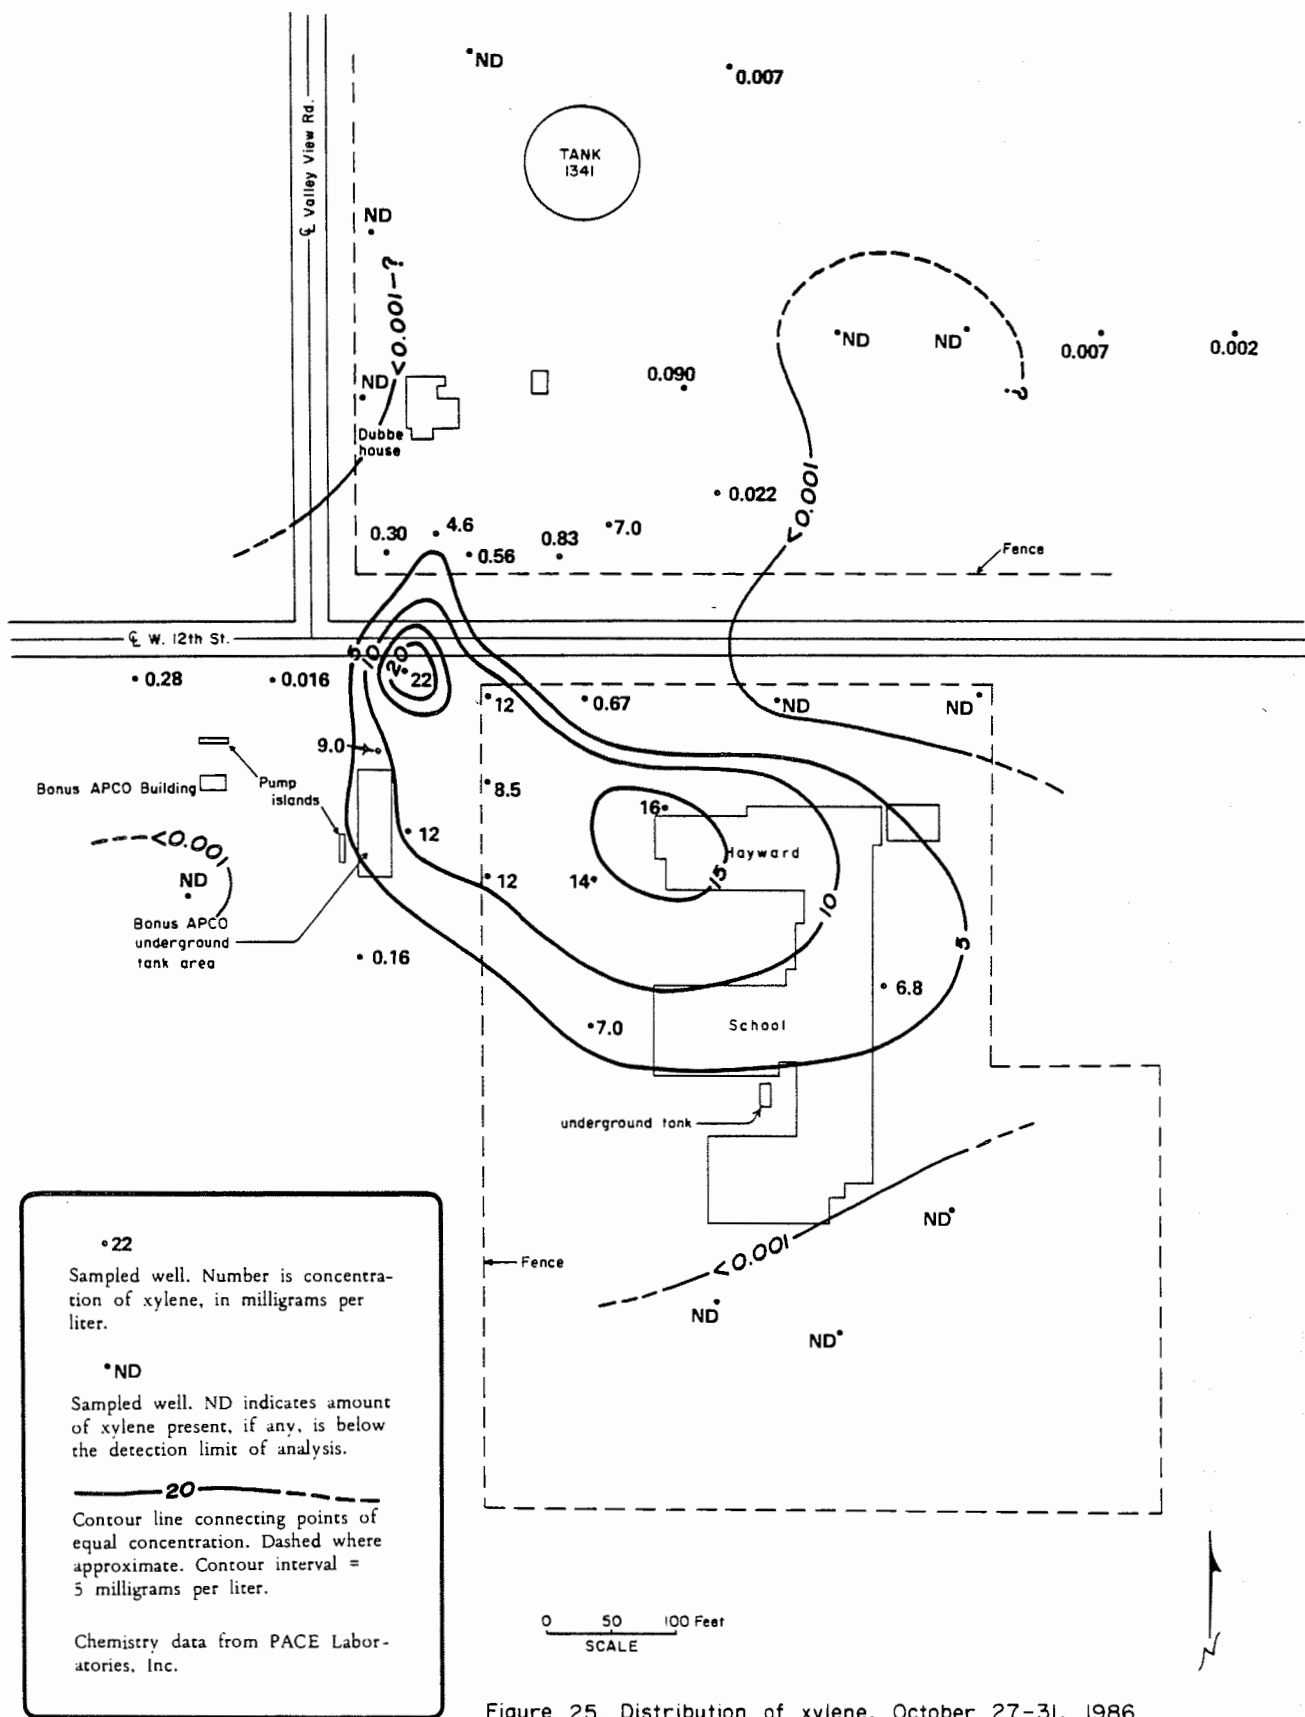 ND
0.007
TANK
1341
℄ Valley View Rd.
ND
<0.001-?
ND
ND
ND
0.007
0.002
0.090
?
Dubbe
house
<0.001
0.022
0.30
4.6
0.56
0.83
7.0
Fence
℄ W. 12th St.
5
10
20
22
0.28
0.016
12
0.67
ND
ND
9.0
Bonus APCO Building
Pump
islands
8.5
16
<0.001
12
Hayward
ND
12
14
15
10
5
Bonus APCO
underground
tank area
0.16
6.8
7.0
School
underground tank
ND
<0.001
Fence
ND
ND
22
Sampled well. Number is concentra-
tion of xylene, in milligrams per
liter.
ND
Sampled well. ND indicates amount
of xylene present, if any, is below
the detection limit of analysis.
20
Contour line connecting points of
equal concentration. Dashed where
approximate. Contour interval =
5 milligrams per liter.
Chemistry data from PACE Labor-
atories, Inc.
0 50 100 Feet
SCALE
N
Figure 25 Distribution of xylene, October 27-31, 1986